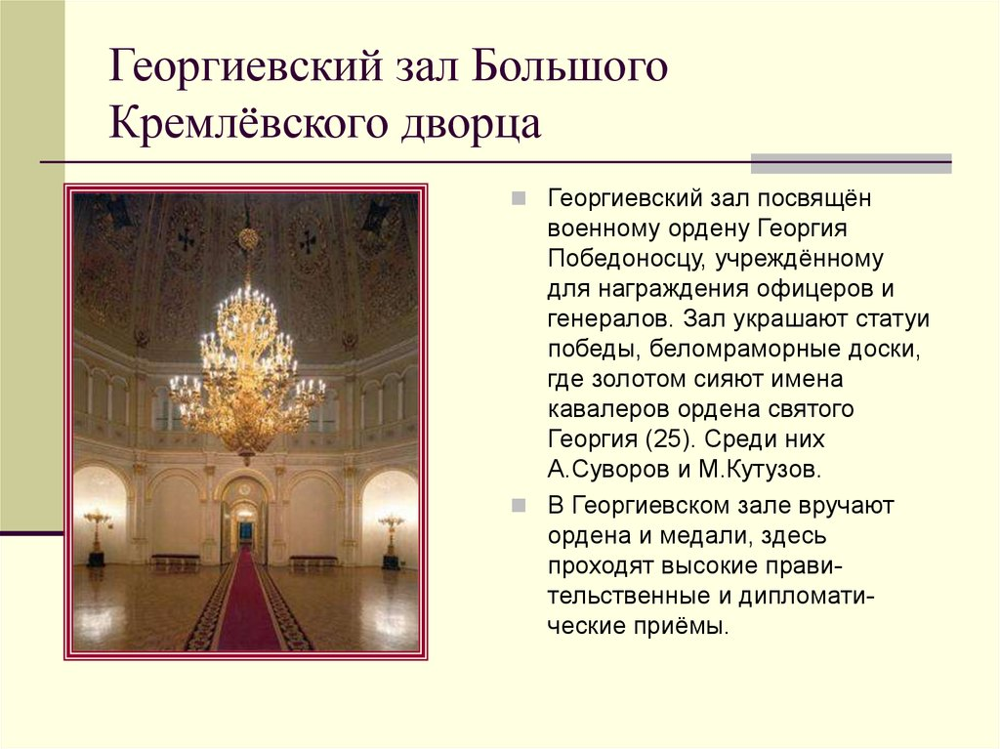 Георгиевский зал Большого
Кремлёвского дворца
Георгиевский зал посвящён
военному ордену Георгия
Победоносцу, учреждённому
для награждения офицеров и
генералов. Зал украшают статуи
победы, беломраморные доски,
где золотом сияют имена
кавалеров ордена святого
Георгия (25). Среди них
А.Суворов и М.Кутузов.
В Георгиевском зале вручают
ордена и медали, здесь
проходят высокие прави-
тельственные и дипломати-
ческие приёмы.